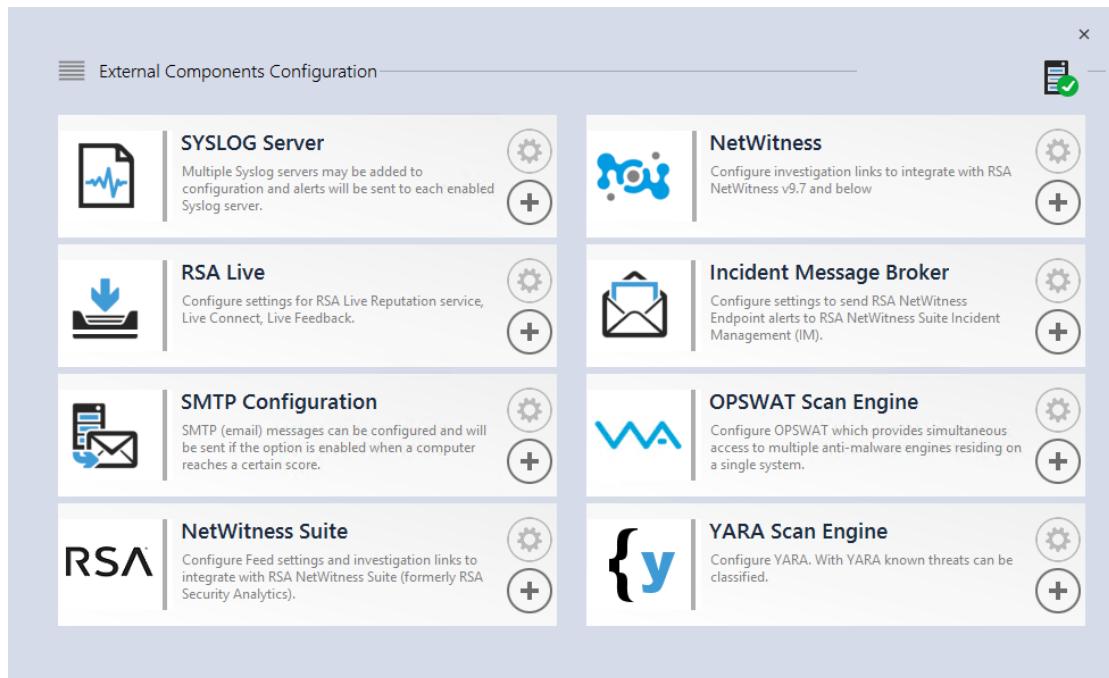 External Components Configuration
SYSLOG Server
Multiple Syslog servers may be added to
configuration and alerts will be sent to each enabled
Syslog server.
NetWitness
Configure investigation links to integrate with RSA
NetWitness v9.7 and below
RSA Live
Configure settings for RSA Live Reputation service,
Live Connect, Live Feedback.
Incident Message Broker
Configure settings to send RSA NetWitness
Endpoint alerts to RSA NetWitness Suite Incident
Management (IM).
SMTP Configuration
SMTP (email) messages can be configured and will
be sent if the option is enabled when a computer
reaches a certain score.
OPSWAT Scan Engine
Configure OPSWAT which provides simultaneous
access to multiple anti-malware engines residing on
a single system.
RSA
NetWitness Suite
Configure Feed settings and investigation links to
integrate with RSA NetWitness Suite (formerly RSA
Security Analytics).
{y
YARA Scan Engine
Configure YARA. With YARA known threats can be
classified.